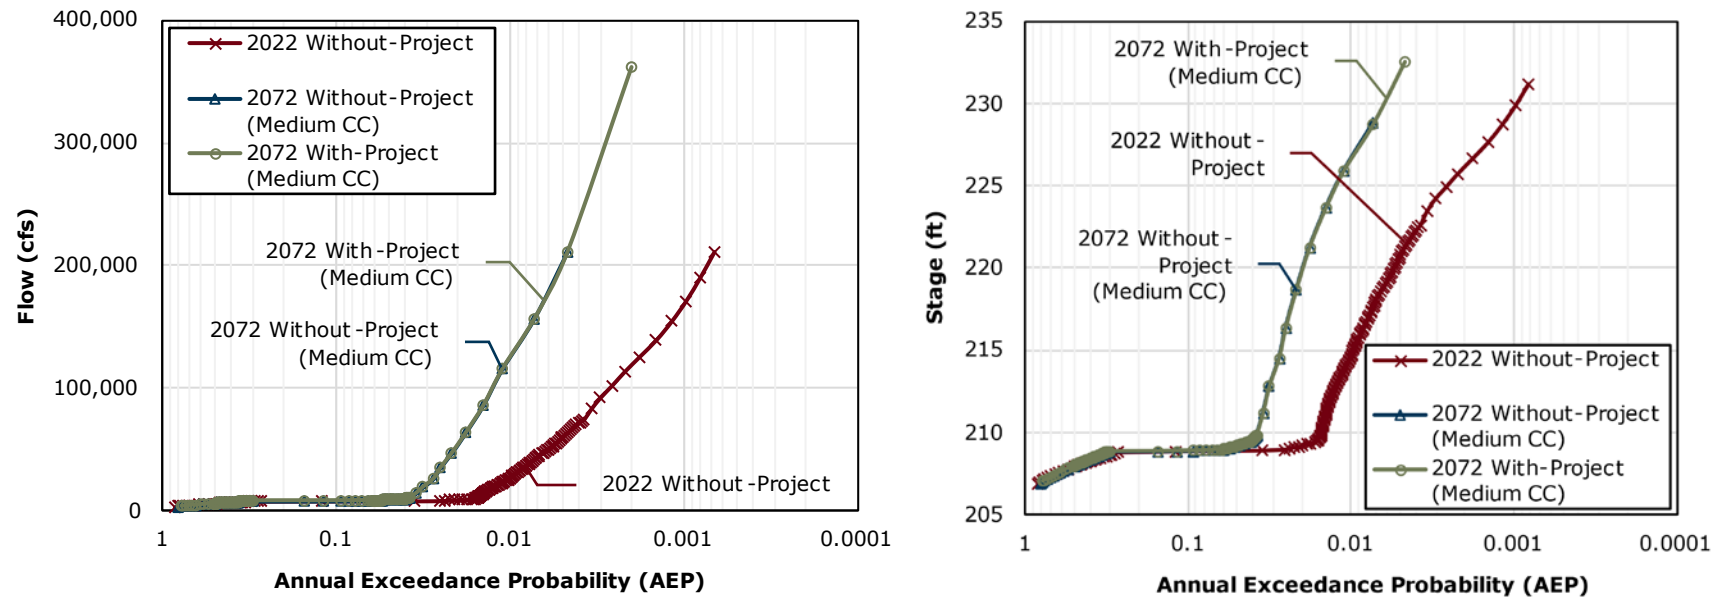 400,000
300,000
200,000
100,000
0
Flow (cfs)
2022 Without-Project
2072 Without-Project
(Medium CC)
2072 With-Project
(Medium CC)
2072 With-Project
(Medium CC)
2072 Without-Project
(Medium CC)
2022 Without-Project
1 0.1 0.01 0.001 0.0001
Annual Exceedance Probability (AEP)
235
230
225
220
215
210
205
Stage (ft)
2072 With-Project
(Medium CC)
2022 Without-
Project
2072 Without-
Project
(Medium CC)
2022 Without-Project
2072 Without-Project
(Medium CC)
2072 With-Project
(Medium CC)
1 0.1 0.01 0.001 0.0001
Annual Exceedance Probability (AEP)